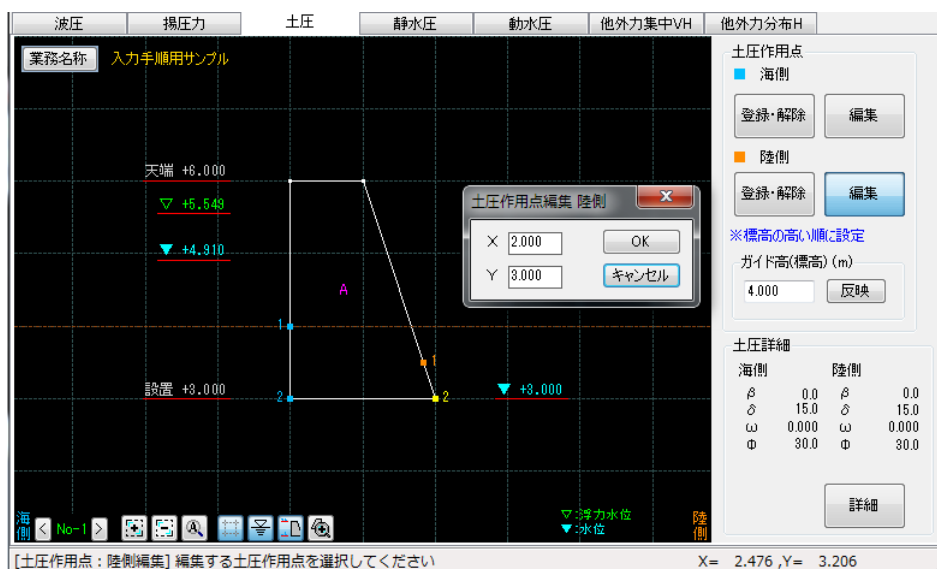 波圧 揚圧力 土圧 静水圧 動水圧 他外力集中VH 他外力分布H
業務名称 入力手順用サンプル
天端 +6.000
▽ +5.549
▼ +4.910
A
1
設置 +3.000
2
1
2
▼ +3.000
土圧作用点編集 陸側
X 2.000 OK
Y 3.000 キャンセル
海側 < No-1 >
▽:浮力水位
▼:水位
陸側
土圧作用点
海側
登録・解除 編集
陸側
登録・解除 編集
※標高の高い順に設定
ガイド高(標高) (m)
4.000 反映
土圧詳細
海側 陸側
β 0.0 β 0.0
δ 15.0 δ 15.0
ω 0.000 ω 0.000
Φ 30.0 Φ 30.0
詳細
[土圧作用点:陸側編集] 編集する土圧作用点を選択してください X= 2.476 ,Y= 3.206